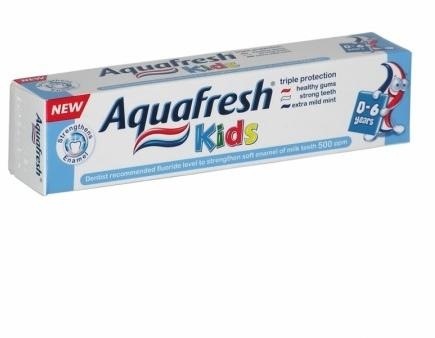 NEW
Aquafresh
Strengthens
Enamel
Aquafresh®
Kids
triple protection
healthy gums
strong teeth
extra mild mint
0-6
years
Dentist recommended fluoride level to strengthen soft enamel of milk teeth 500 ppm